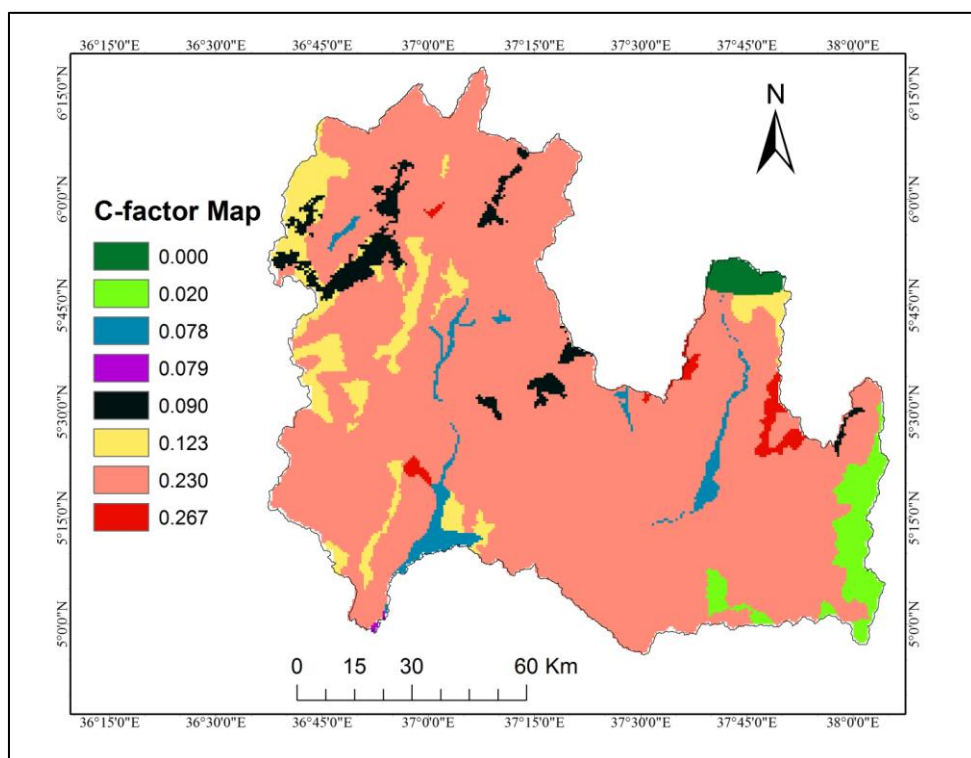 36°15'0"E 36°30'0"E 36°45'0"E 37°0'0"E 37°15'0"E 37°30'0"E 37°45'0"E 38°0'0"E
6°15'0"N 6°15'0"N
N
6°0'0"N 6°0'0"N
C-factor Map
0.000
0.020
5°45'0"N 5°45'0"N
0.078
0.079
0.090
5°30'0"N 5°30'0"N
0.123
0.230
0.267
5°15'0"N 5°15'0"N
5°0'0"N 5°0'0"N
0 15 30 60 Km
36°15'0"E 36°30'0"E 36°45'0"E 37°0'0"E 37°15'0"E 37°30'0"E 37°45'0"E 38°0'0"E